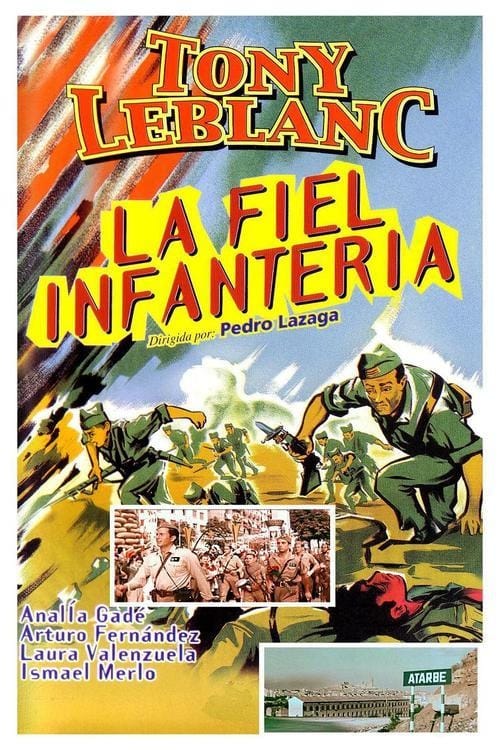 TONY
LEBLANC
LA FIEL
INFANTERIA
Dirigida por: Pedro Lazaga
Analía Gadé
Arturo Fernández
Laura Valenzuela
Ismael Merlo
ATARBE